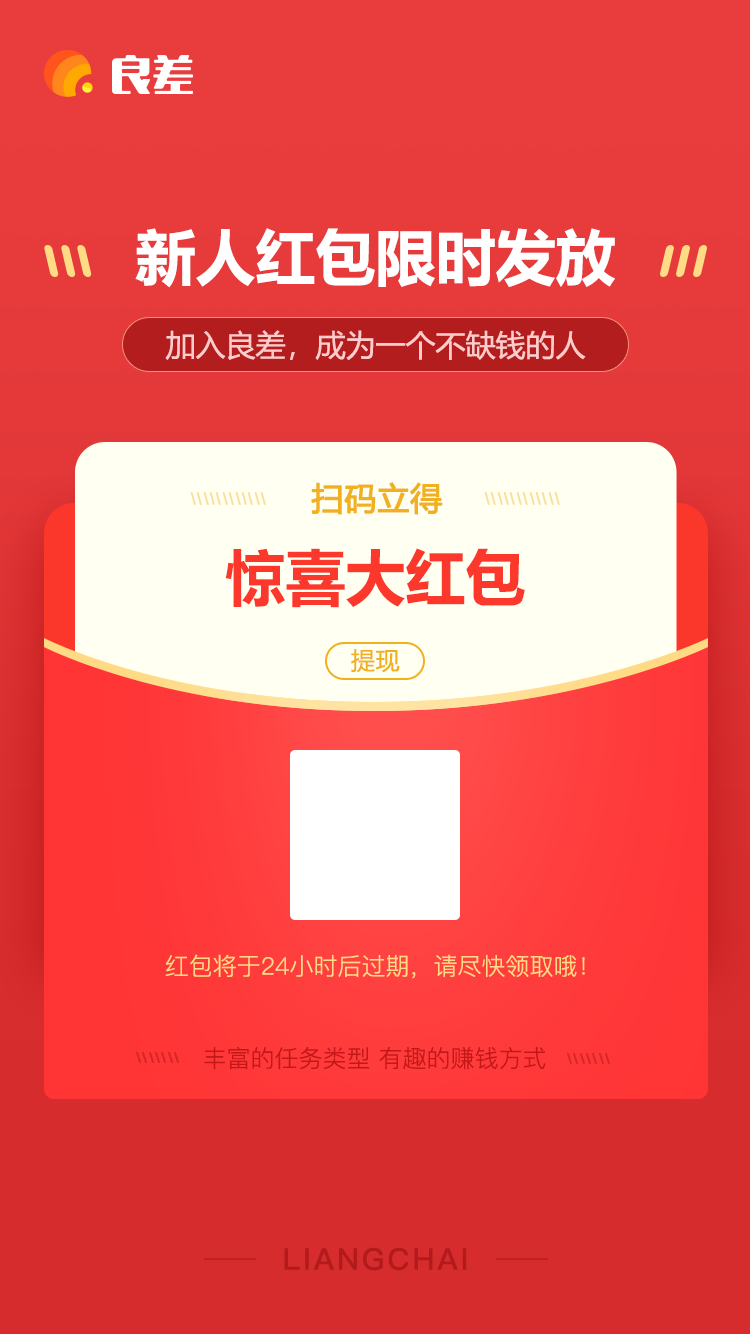 良差
新人红包限时发放
加入良差，成为一个不缺钱的人
扫码立得
惊喜大红包
提现
红包将于24小时后过期，请尽快领取哦！
丰富的任务类型 有趣的赚钱方式
LIANGCHAI